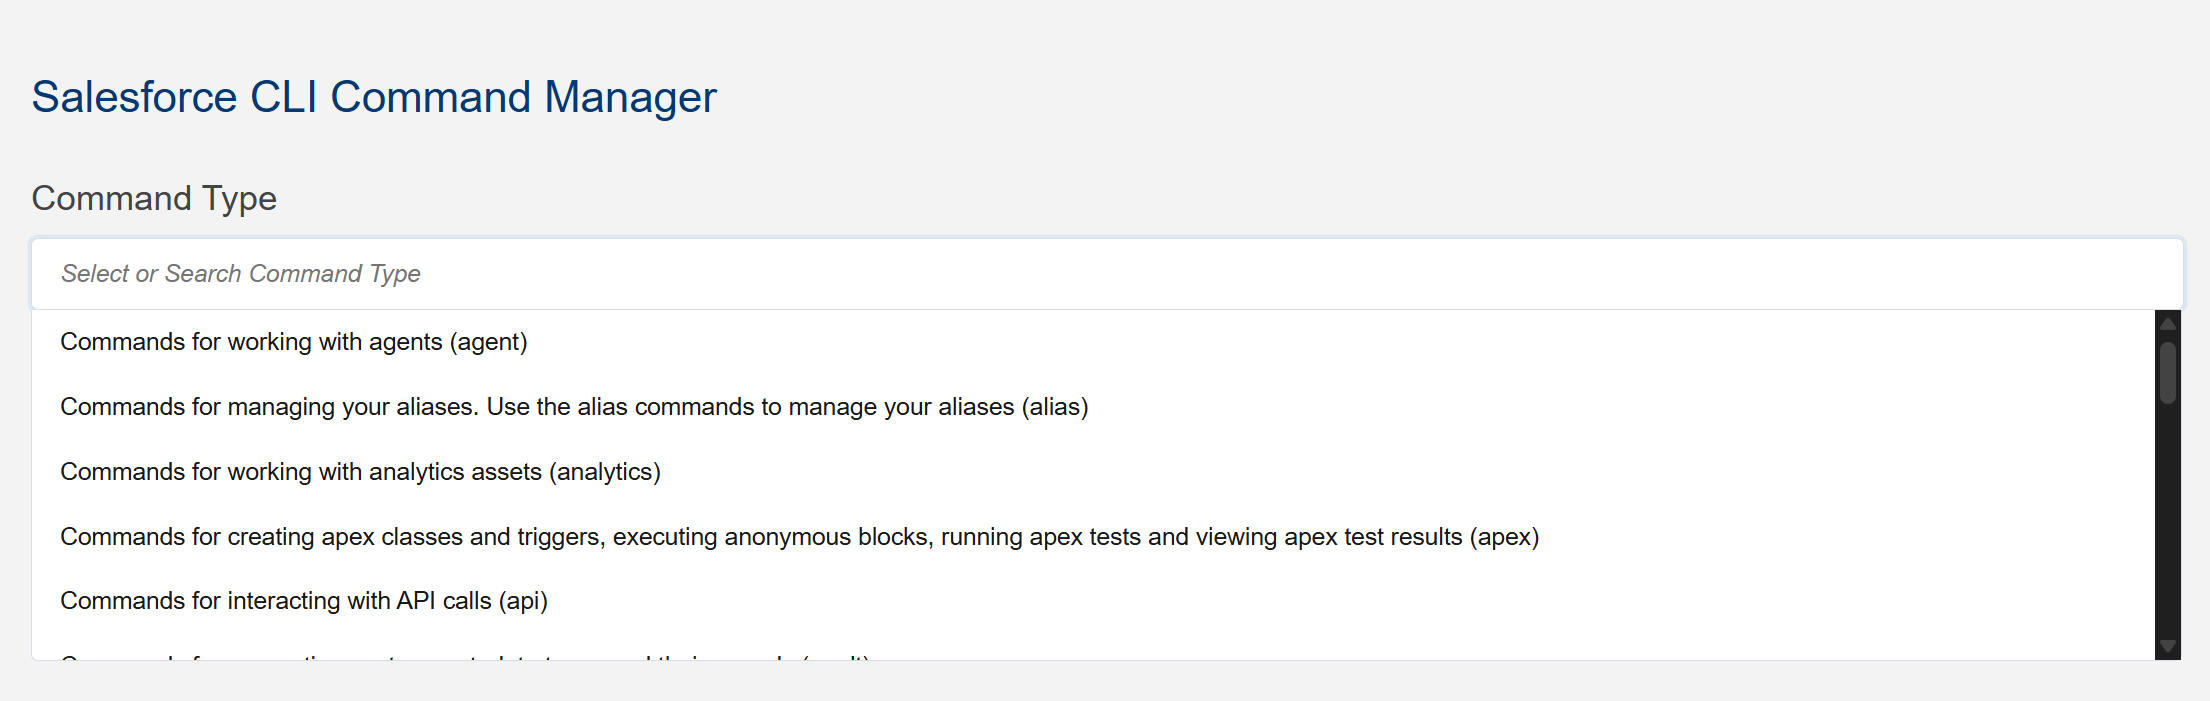 Salesforce CLI Command Manager
Command Type
Select or Search Command Type
Commands for working with agents (agent)
Commands for managing your aliases. Use the alias commands to manage your aliases (alias)
Commands for working with analytics assets (analytics)
Commands for creating apex classes and triggers, executing anonymous blocks, running apex tests and viewing apex test results (apex)
Commands for interacting with API calls (api)